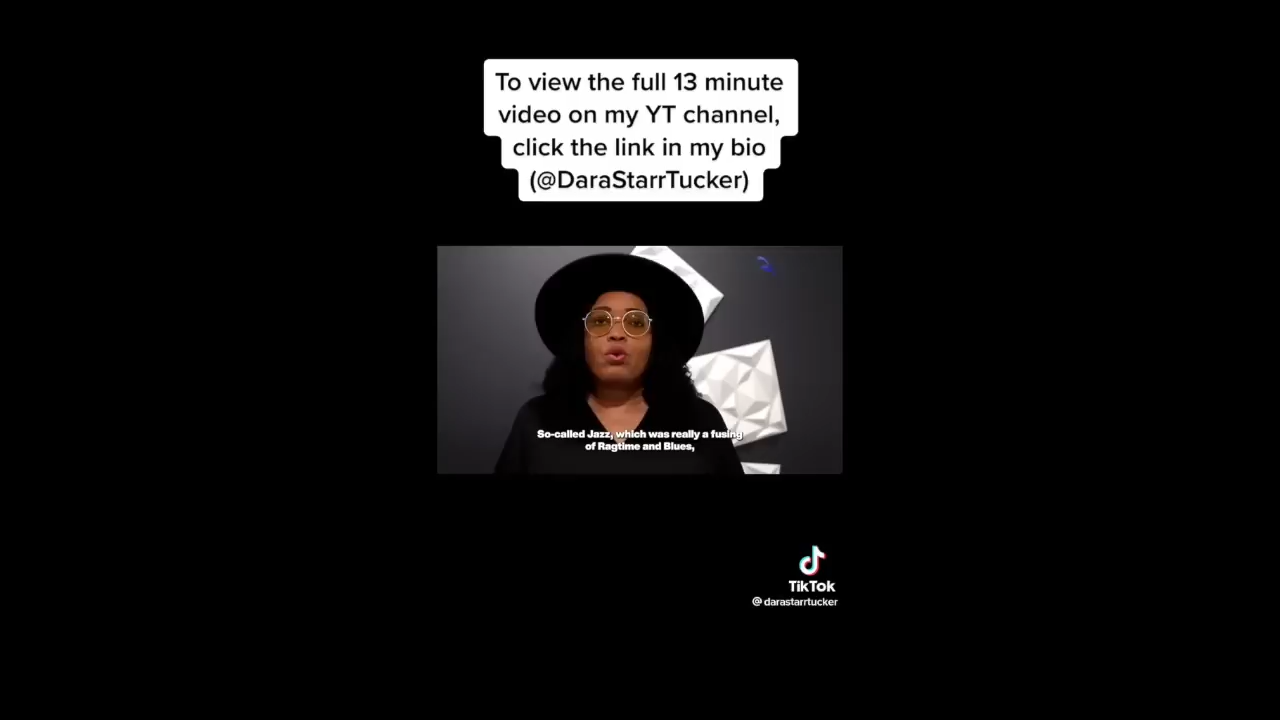 To view the full 13 minute
video on my YT channel,
click the link in my bio
(@DaraStarrTucker)
So-called Jazz, which was really a fusing
of Ragtime and Blues,
TikTok
@darastarrtucker